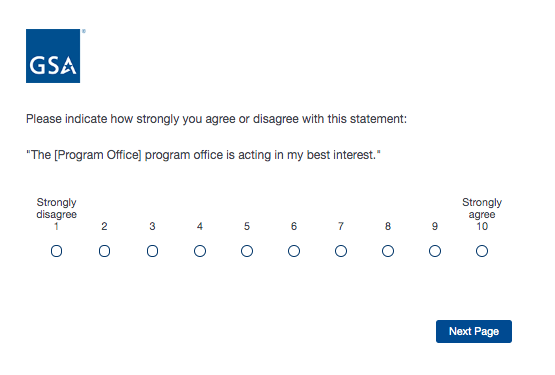 GSA®
Please indicate how strongly you agree or disagree with this statement:
"The [Program Office] program office is acting in my best interest."*
Strongly disagree Strongly agree
1 2 3 4 5 6 7 8 9 10
Next Page